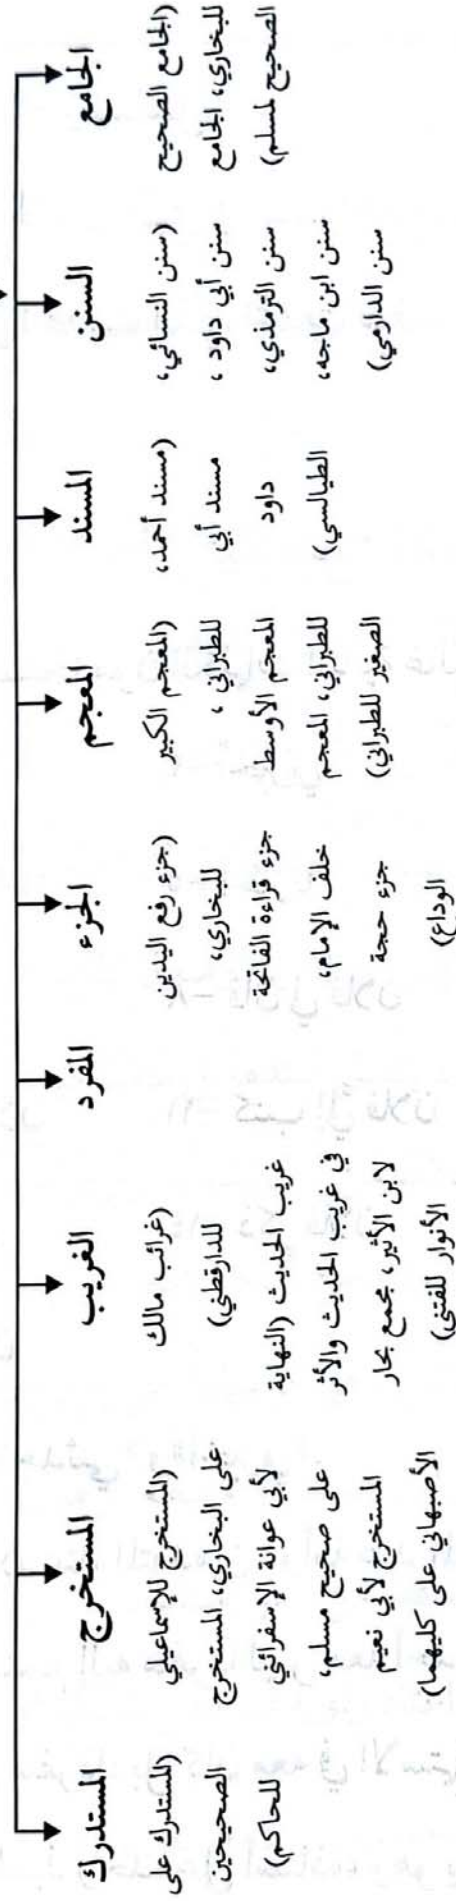 الجامع
(الجامع الصحيح
للبخاري، الجامع
الصحيح لمسلم)
السنن
(سنن النسائي،
سنن أبي داود ،
سنن الترمذي،
سنن ابن ماجه،
سنن الدارمي)
المسند
(مسند أحمد،
مسند أبي
داود
الطيالسي)
المعجم
(المعجم الكبير
للطبراني ،
المعجم الأوسط
للطبراني، المعجم
الصغير للطبراني)
الجزء
(جزء رفع اليدين
للبخاري،
جزء قراءة الفاتحة
خلف الإمام،
جزء حجة
الوداع)
المفرد
الغريب
(غرائب مالك
للدارقطني)
غريب الحديث (النهاية
في غريب الحديث والأثر
لابن الأثير، مجمع بحار
الأنوار للفتني)
المستخرج
(المستخرج للإسماعيلي
على البخاري، المستخرج
لأبي عوانة الإسفرائني
على صحيح مسلم،
المستخرج لأبي نعيم
الأصبهاني على كليهما)
المستدرك
(المستدرك على
الصحيحين
للحاكم)